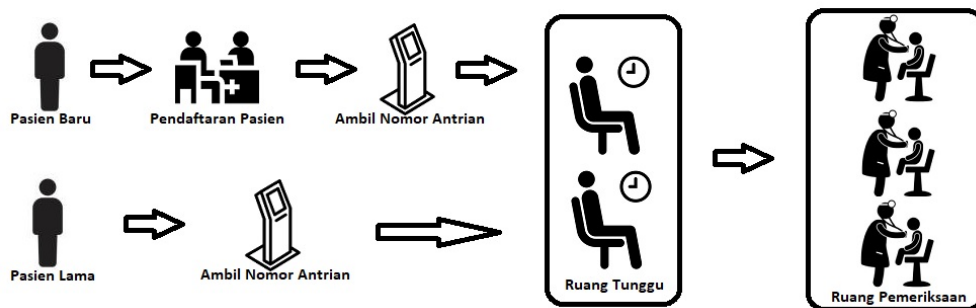 Pasien Baru
Pendaftaran Pasien
Ambil Nomor Antrian
Pasien Lama
Ambil Nomor Antrian
Ruang Tunggu
Ruang Pemeriksaan